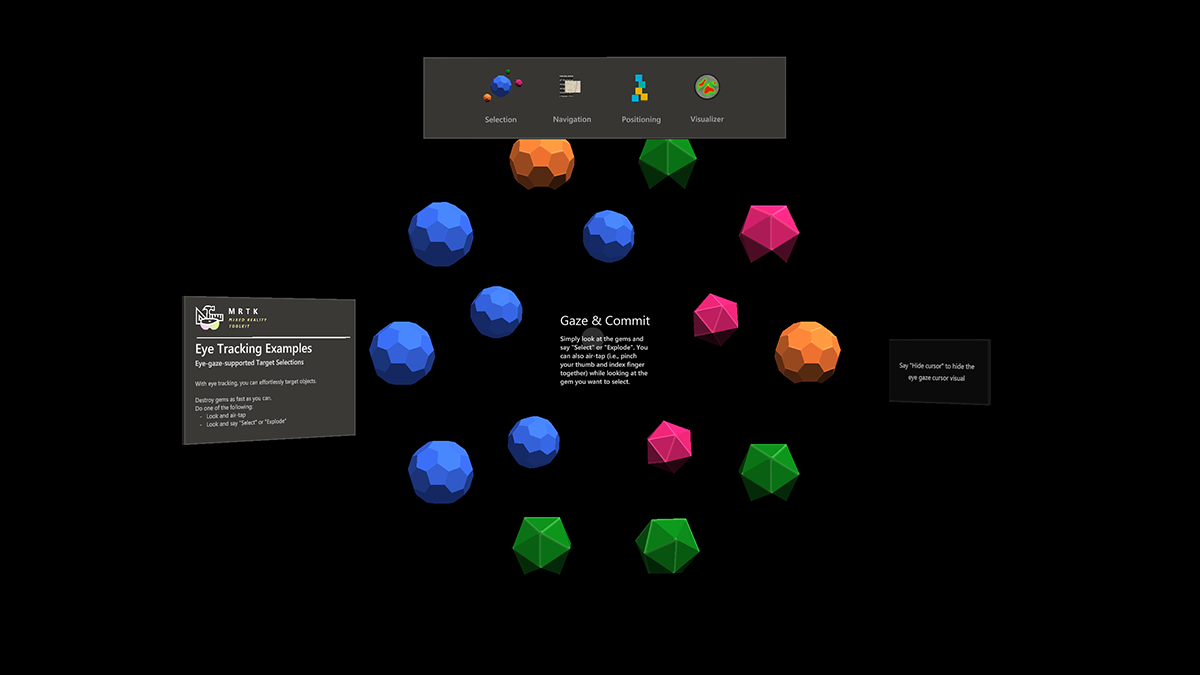 Selection Navigation Positioning Visualizer
MRTK
MIXED REALITY
TOOLKIT
Eye Tracking Examples
Eye-gaze-supported Target Selections
With eye tracking, you can effortlessly target objects.
Destroy gems as fast as you can.
Do one of the following:
- Look and air-tap
- Look and say "Select" or "Explode"
Gaze & Commit
Simply look at the gems and
say "Select" or "Explode". You
can also air-tap (i.e., pinch
your thumb and index finger
together) while looking at the
gem you want to select.
Say "Hide cursor" to hide the
eye gaze cursor visual